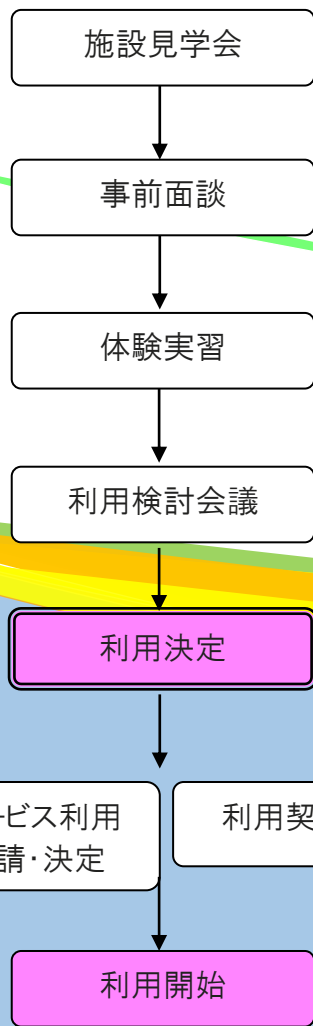 施設見学会
事前面談
体験実習
利用検討会議
利用決定
ービス利用
請・決定
利用契
利用開始